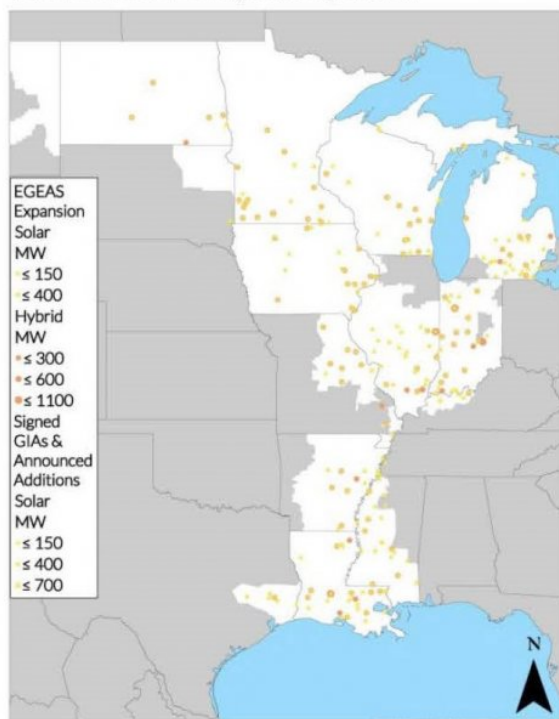 EGEAS
Expansion
Solar
MW
≤ 150
≤ 400
Hybrid
MW
≤ 300
≤ 600
≤ 1100
Signed
GIAs &
Announced
Additions
Solar
MW
≤ 150
≤ 400
≤ 700
N